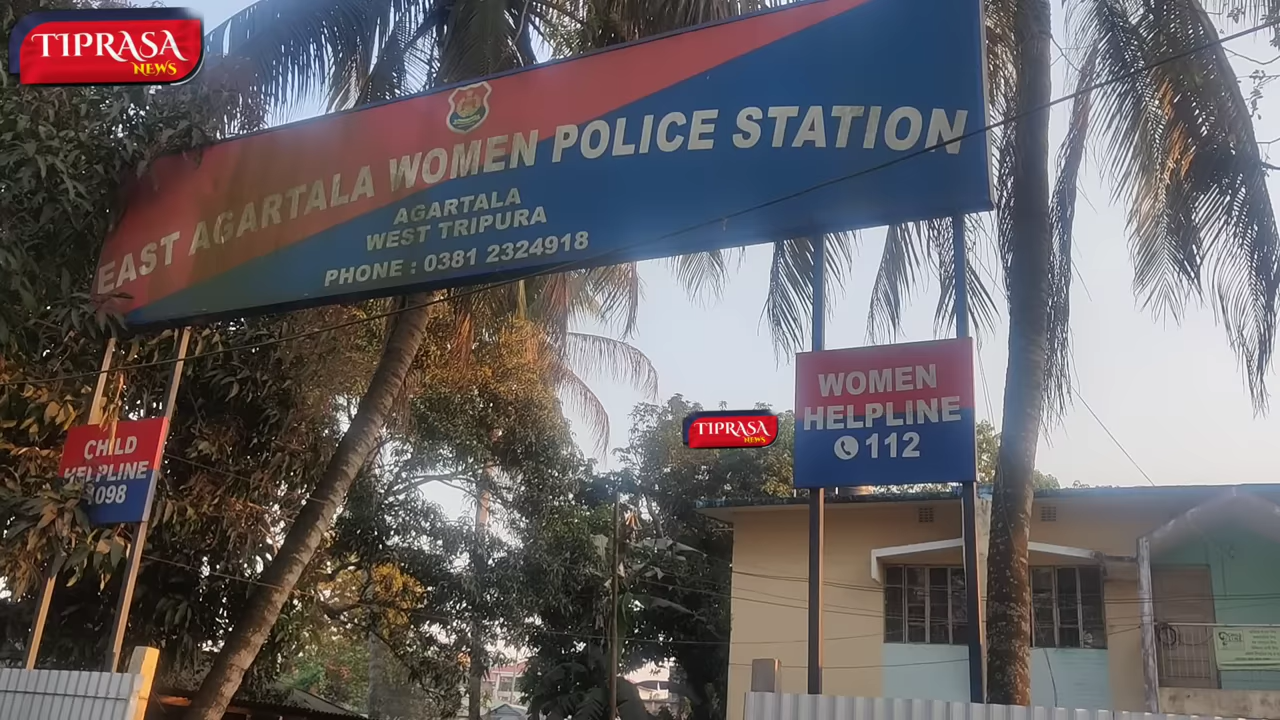 TIPRASA
NEWS
EAST AGARTALA WOMEN POLICE STATION
AGARTALA
WEST TRIPURA
PHONE : 0381 2324918
WOMEN
HELPLINE
112
CHILD
HELPLINE
1098
TIPRASA
NEWS